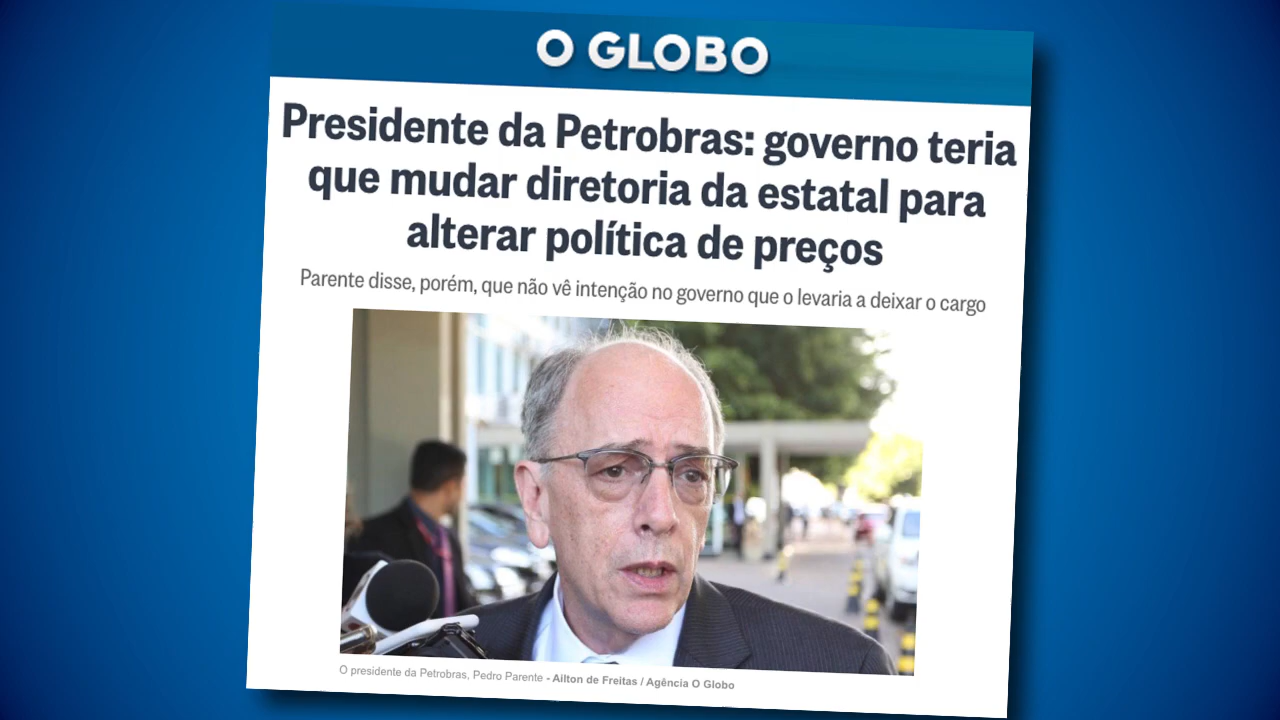 O GLOBO
Presidente da Petrobras: governo teria
que mudar diretoria da estatal para
alterar política de preços
Parente disse, porém, que não vê intenção no governo que o levaria a deixar o cargo
O presidente da Petrobras, Pedro Parente - Ailton de Freitas / Agência O Globo